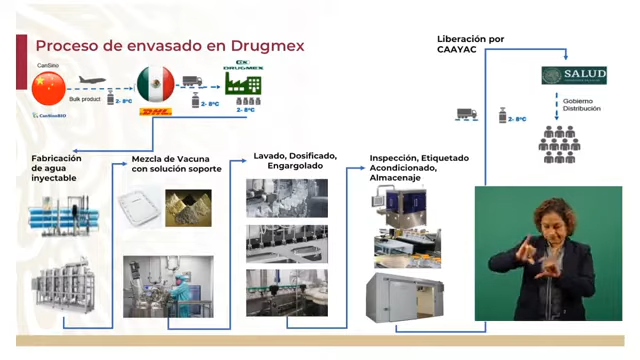 Proceso de envasado en Drugmex
CanSino
Bulk product
2- 8°C
CanSinoBIO
DHL
2- 8°C
DRUGMEX
2- 8°C
Liberación por
CAAYAC
2- 8°C
SALUD
Gobierno
Distribución
Fabricación
de agua
inyectable
Mezcla de Vacuna
con solución soporte
Lavado, Dosificado,
Engargolado
Inspección, Etiquetado
Acondicionado,
Almacenaje